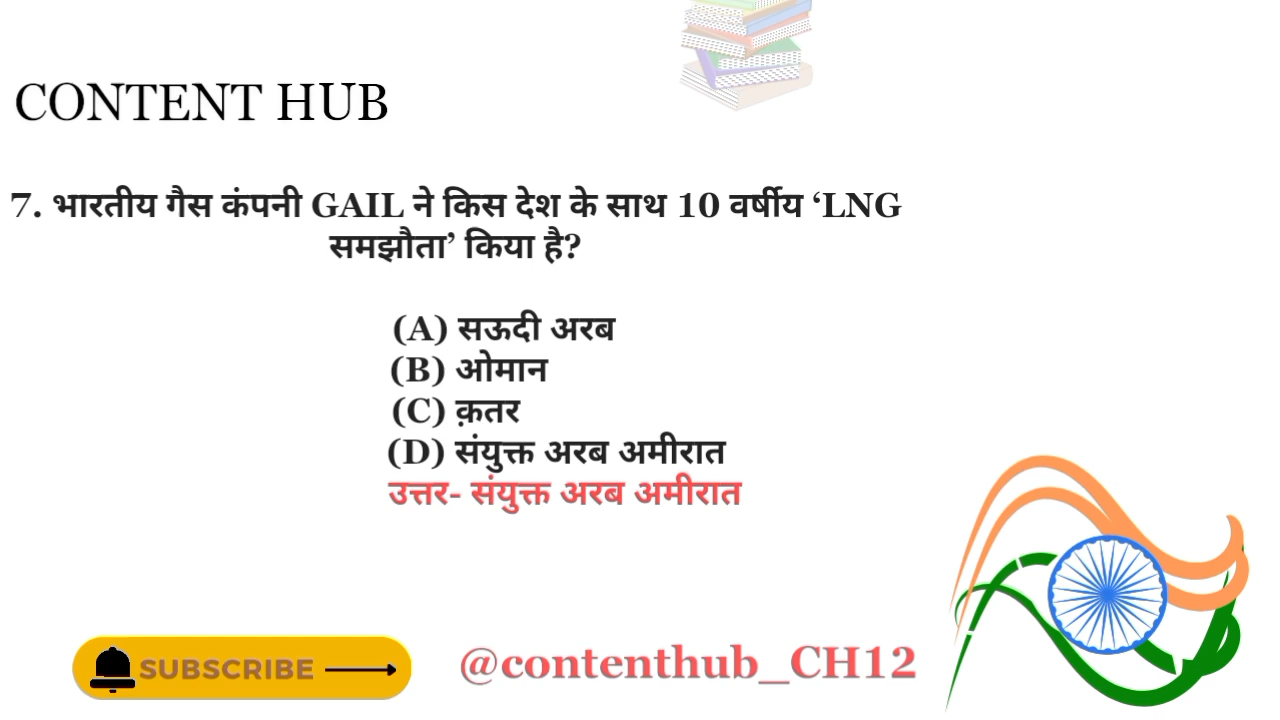 CONTENT HUB
7. भारतीय गैस कंपनी GAIL ने किस देश के साथ 10 वर्षीय ‘LNG
समझौता’ किया है?
(A) सऊदी अरब
(B) ओमान
(C) क़तर
(D) संयुक्त अरब अमीरात
उत्तर- संयुक्त अरब अमीरात
SUBSCRIBE
@contenthub_CH12